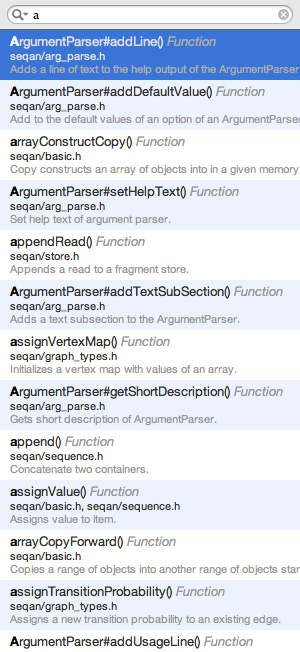 a
ArgumentParser#addLine() Function
seqan/arg_parse.h
Adds a line of text to the help output of the ArgumentParser
ArgumentParser#addDefaultValue() Function
seqan/arg_parse.h
Add to the default values of an option of an ArgumentParser
arrayConstructCopy() Function
seqan/basic.h
Copy constructs an array of objects into in a given memory
ArgumentParser#setHelpText() Function
seqan/arg_parse.h
Set help text of argument parser.
appendRead() Function
seqan/store.h
Appends a read to a fragment store.
ArgumentParser#addTextSubSection() Function
seqan/arg_parse.h
Adds a text subsection to the ArgumentParser.
assignVertexMap() Function
seqan/graph_types.h
Initializes a vertex map with values of an array.
ArgumentParser#getShortDescription() Function
seqan/arg_parse.h
Gets short description of ArgumentParser.
append() Function
seqan/sequence.h
Concatenate two containers.
assignValue() Function
seqan/basic.h, seqan/sequence.h
Assigns value to item.
arrayCopyForward() Function
seqan/basic.h
Copies a range of objects into another range of objects star
assignTransitionProbability() Function
seqan/graph_types.h
Assigns a new transition probability to an existing edge.
ArgumentParser#addUsageLine() Function